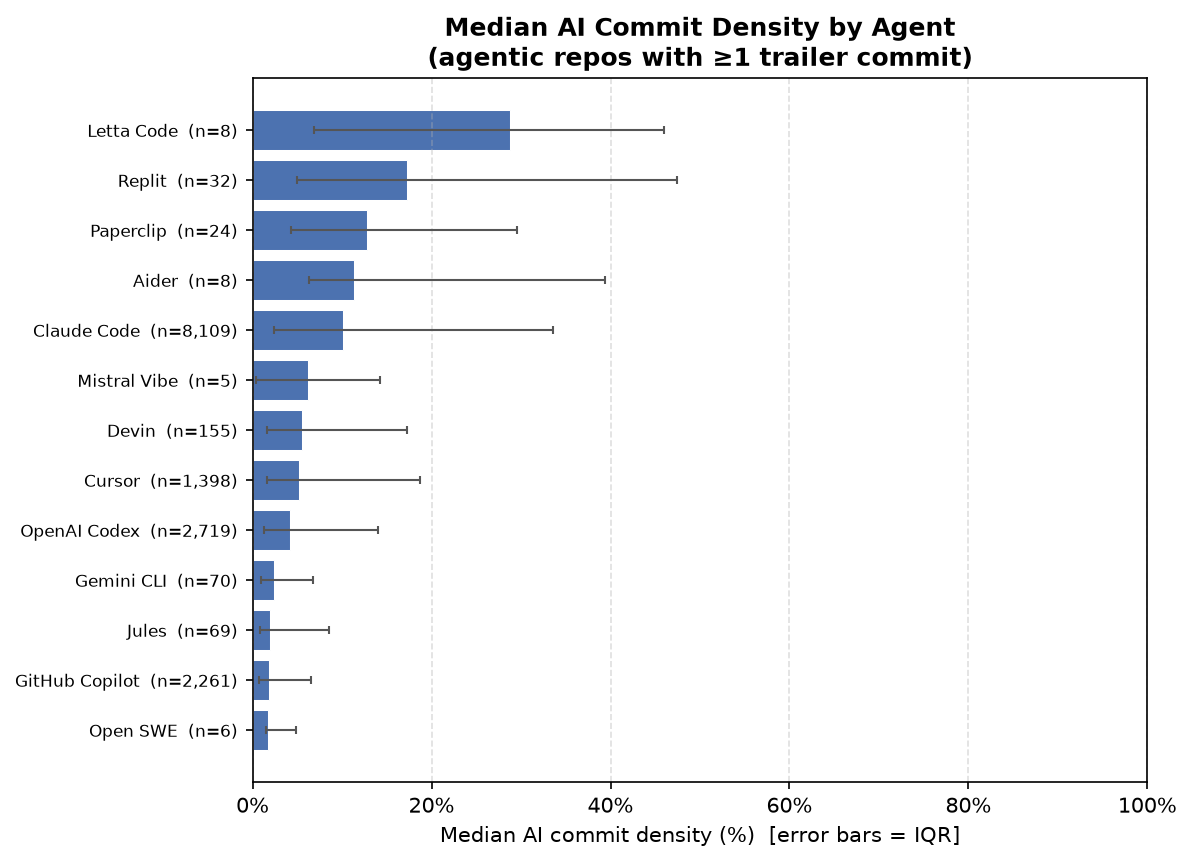 Median AI Commit Density by Agent
(agentic repos with ≥1 trailer commit)
Letta Code (n=8)
Replit (n=32)
Paperclip (n=24)
Aider (n=8)
Claude Code (n=8,109)
Mistral Vibe (n=5)
Devin (n=155)
Cursor (n=1,398)
OpenAI Codex (n=2,719)
Gemini CLI (n=70)
Jules (n=69)
GitHub Copilot (n=2,261)
Open SWE (n=6)
0% 20% 40% 60% 80% 100%
Median AI commit density (%) [error bars = IQR]